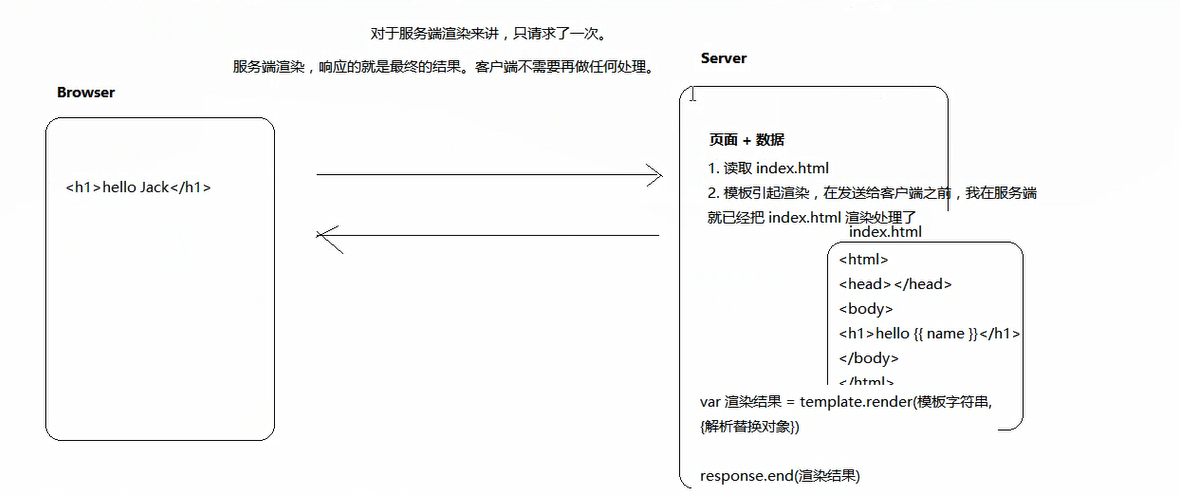 对于服务端渲染来讲，只请求了一次。
服务端渲染，响应的就是最终的结果。客户端不需要再做任何处理。
Server
Browser
<h1>hello Jack</h1>
页面 + 数据
1. 读取 index.html
2. 模板引起渲染，在发送给客户端之前，我在服务端
就已经把 index.html 渲染处理了
index.html
<html>
<head></head>
<body>
<h1>hello {{ name }}</h1>
</body>
</html>
var 渲染结果 = template.render(模板字符串,
{解析替换对象})
response.end(渲染结果)